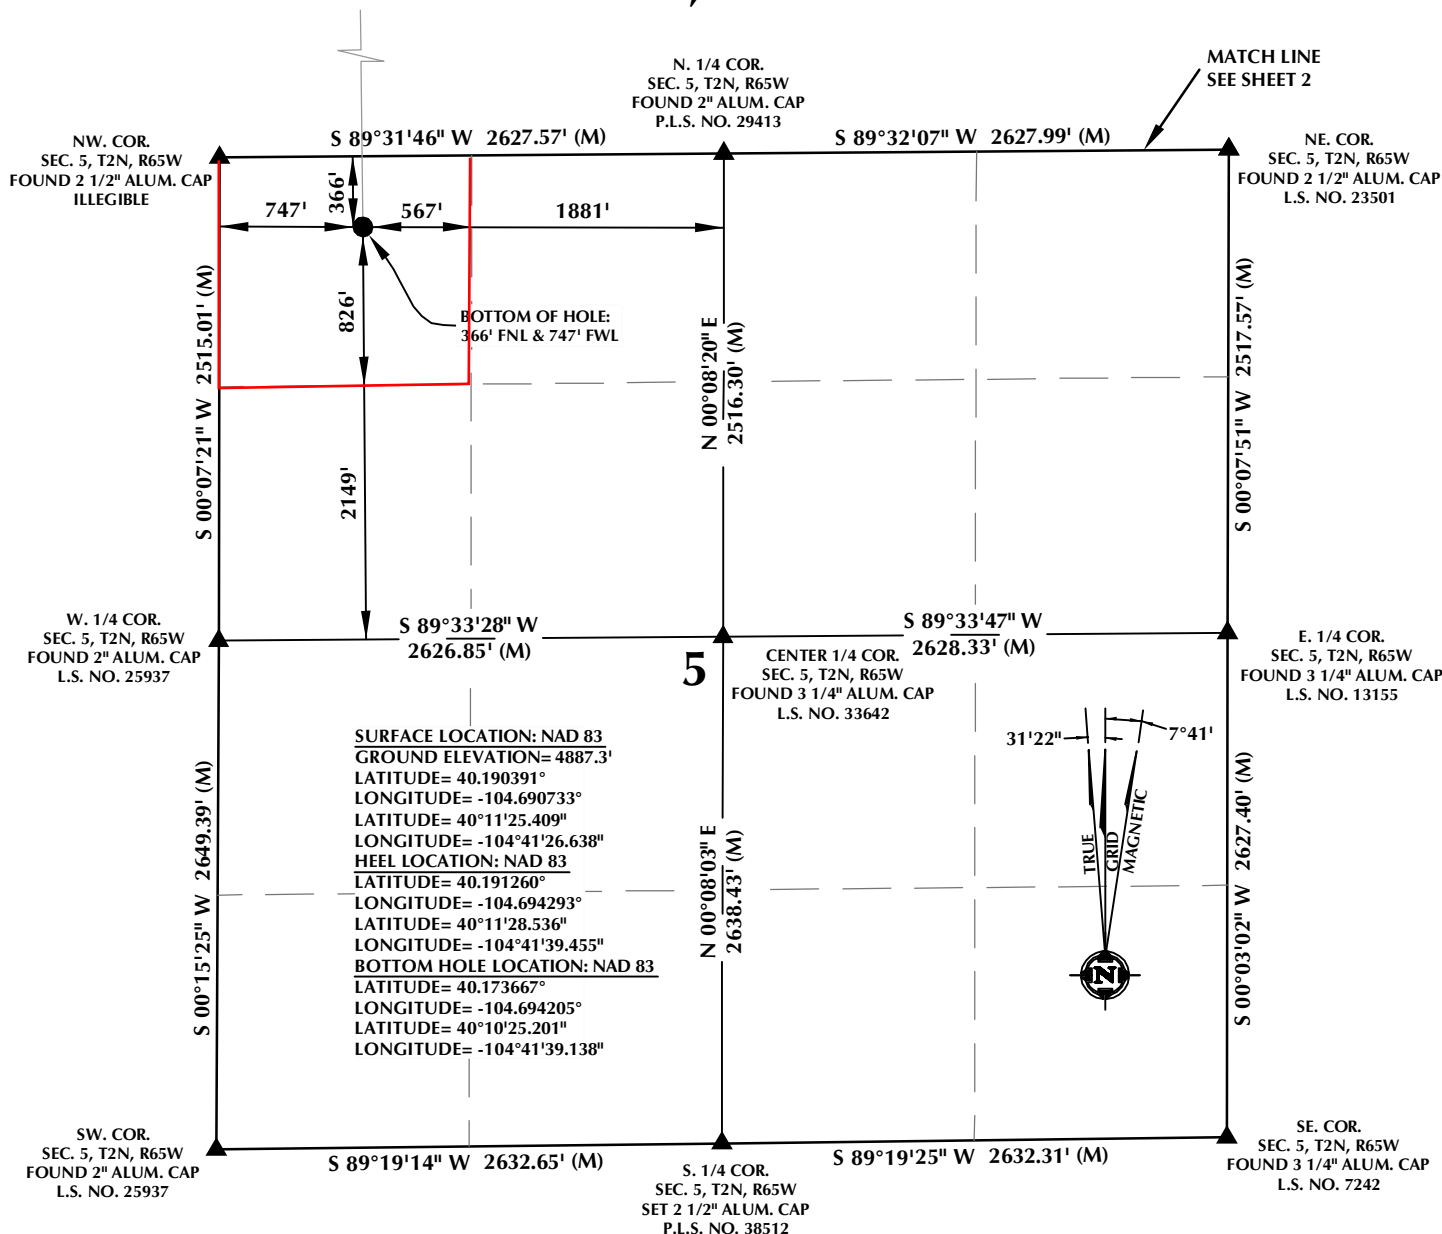 N. 1/4 COR.
SEC. 5, T2N, R65W
FOUND 2" ALUM. CAP
P.L.S. NO. 29413
MATCH LINE
SEE SHEET 2
NW. COR.
SEC. 5, T2N, R65W
FOUND 2 1/2" ALUM. CAP
ILLEGIBLE
S 89°31'46" W 2627.57' (M)
S 89°32'07" W 2627.99' (M)
NE. COR.
SEC. 5, T2N, R65W
FOUND 2 1/2" ALUM. CAP
L.S. NO. 23501
366'
747'
567'
1881'
826'
BOTTOM OF HOLE:
366' FNL & 747' FWL
S 00°07'21" W 2515.01' (M)
N 00°08'20" E
2516.30' (M)
S 00°07'51" W 2517.57' (M)
2149'
W. 1/4 COR.
SEC. 5, T2N, R65W
FOUND 2" ALUM. CAP
L.S. NO. 25937
S 89°33'28" W
2626.85' (M)
5
CENTER 1/4 COR.
SEC. 5, T2N, R65W
FOUND 3 1/4" ALUM. CAP
L.S. NO. 33642
S 89°33'47" W
2628.33' (M)
E. 1/4 COR.
SEC. 5, T2N, R65W
FOUND 3 1/4" ALUM. CAP
L.S. NO. 13155
SURFACE LOCATION: NAD 83
GROUND ELEVATION= 4887.3'
LATITUDE= 40.190391°
LONGITUDE= -104.690733°
LATITUDE= 40°11'25.409"
LONGITUDE= -104°41'26.638"
HEEL LOCATION: NAD 83
LATITUDE= 40.191260°
LONGITUDE= -104.694293°
LATITUDE= 40°11'28.536"
LONGITUDE= -104°41'39.455"
BOTTOM HOLE LOCATION: NAD 83
LATITUDE= 40.173667°
LONGITUDE= -104.694205°
LATITUDE= 40°10'25.201"
LONGITUDE= -104°41'39.138"
31'22"
7°41'
TRUE
GRID
MAGNETIC
N
S 00°15'25" W 2649.39' (M)
N 00°08'03" E
2638.43' (M)
S 00°03'02" W 2627.40' (M)
SW. COR.
SEC. 5, T2N, R65W
FOUND 2" ALUM. CAP
L.S. NO. 25937
S 89°19'14" W 2632.65' (M)
S. 1/4 COR.
SEC. 5, T2N, R65W
SET 2 1/2" ALUM. CAP
P.L.S. NO. 38512
S 89°19'25" W 2632.31' (M)
SE. COR.
SEC. 5, T2N, R65W
FOUND 3 1/4" ALUM. CAP
L.S. NO. 7242